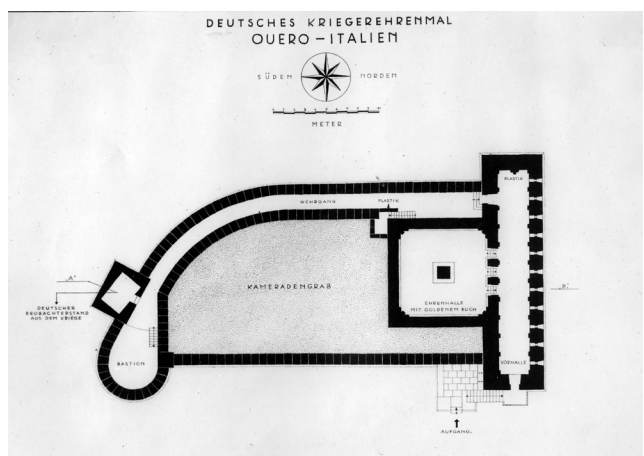 DEUTSCHES KRIEGEREHRENMAL
QUERO – ITALIEN
SÜDEN NORDEN
METER
PLASTIK
WEHRGANG
PLASTIK
A'
KAMERADENGRAB
B'
DEUTSCHER
BEOBACHTERSTAND
AUS DEM KRIEGE
EHRENHALLE
MIT GOLDENEM BUCH
BASTION
VORHALLE
AUFGANG.